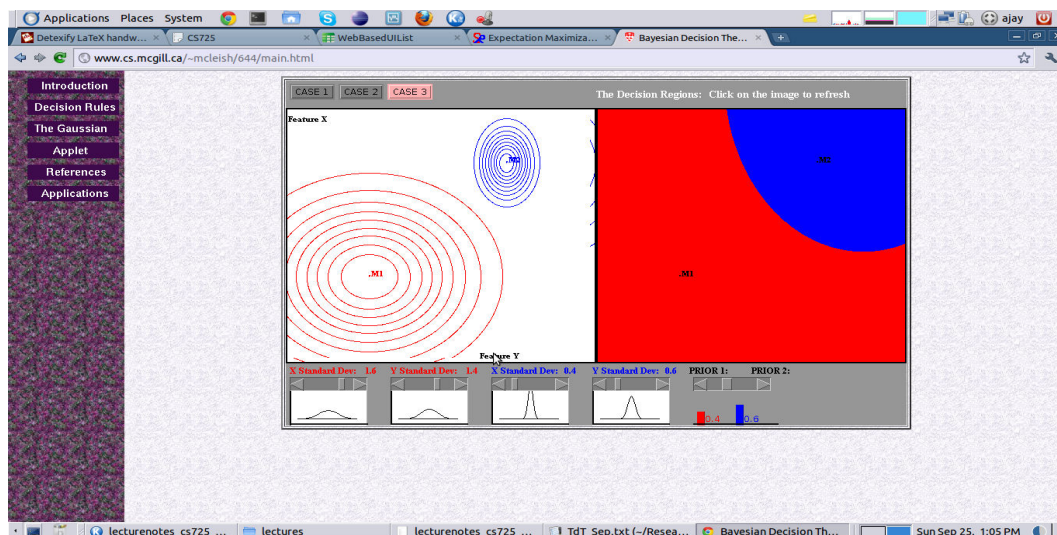 Applications Places System ajay
Detexify LaTeX handw... × CS725 × WebBasedUIList × Expectation Maximiza... × Bayesian Decision The... ×
www.cs.mcgill.ca/~mcleish/644/main.html
Introduction
Decision Rules
The Gaussian
Applet
References
Applications
CASE 1 CASE 2 CASE 3
The Decision Regions: Click on the image to refresh
Feature X
.M2
.M2
.M1
.M1
Feature Y
X Standard Dev: 1.6 Y Standard Dev: 1.4 X Standard Dev: 0.4 Y Standard Dev: 0.6 PRIOR 1: PRIOR 2:
0.4 0.6
lecturenotes_cs725_... lectures lecturenotes_cs725_... TdT_Sep.txt (~/Resea... Bayesian Decision Th... Sun Sep 25, 1:05 PM